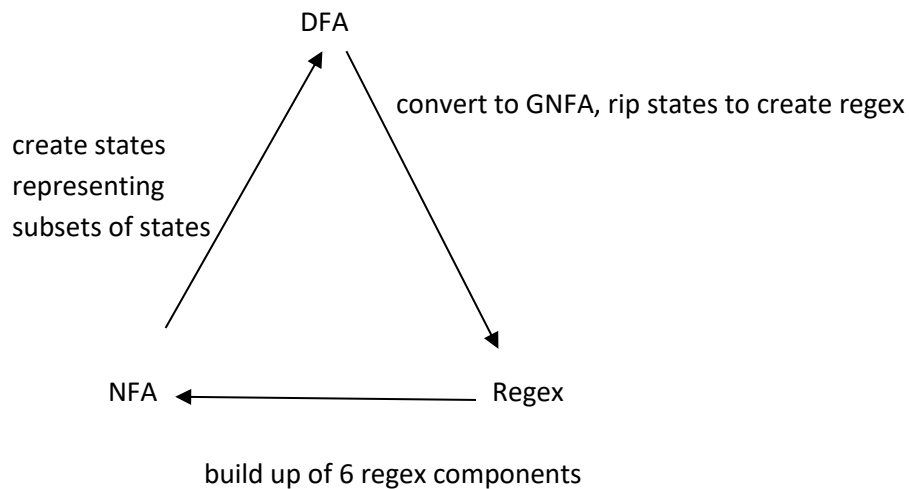 DFA
convert to GNFA, rip states to create regex
create states
representing
subsets of states
NFA
Regex
build up of 6 regex components